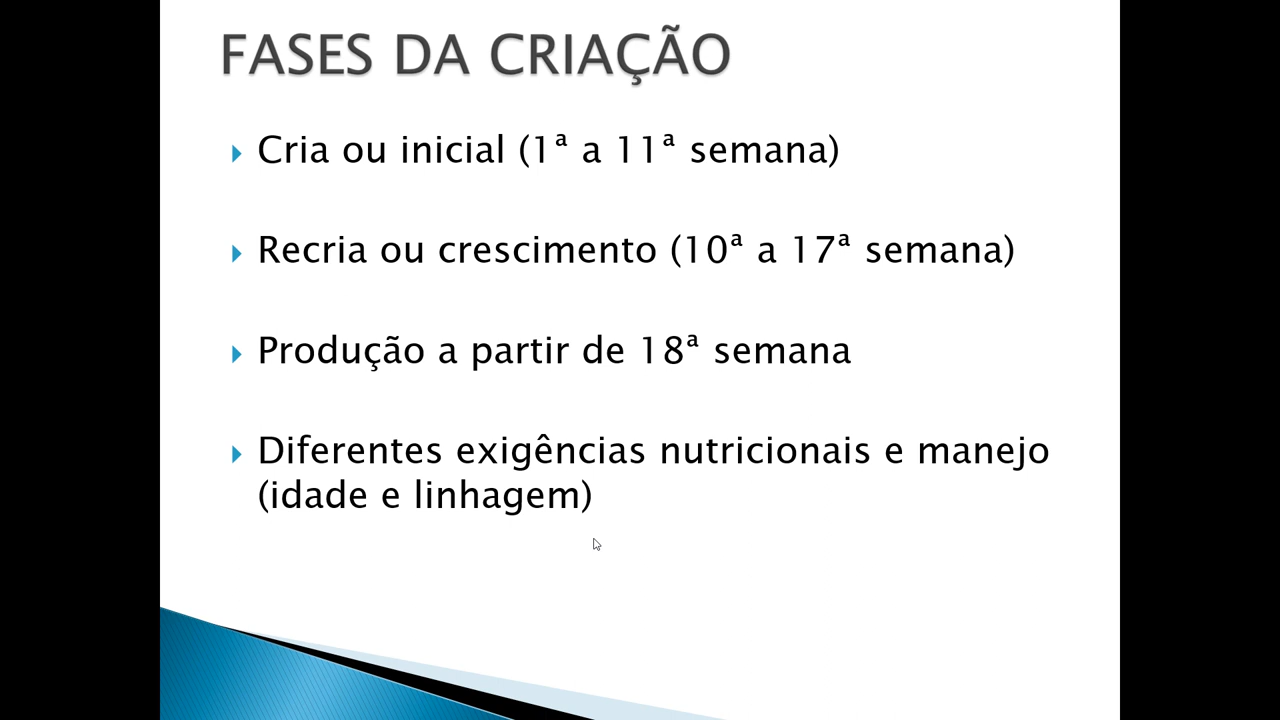 FASES DA CRIAÇÃO
Cria ou inicial (1ª a 11ª semana)
Recria ou crescimento (10ª a 17ª semana)
Produção a partir de 18ª semana
Diferentes exigências nutricionais e manejo
(idade e linhagem)